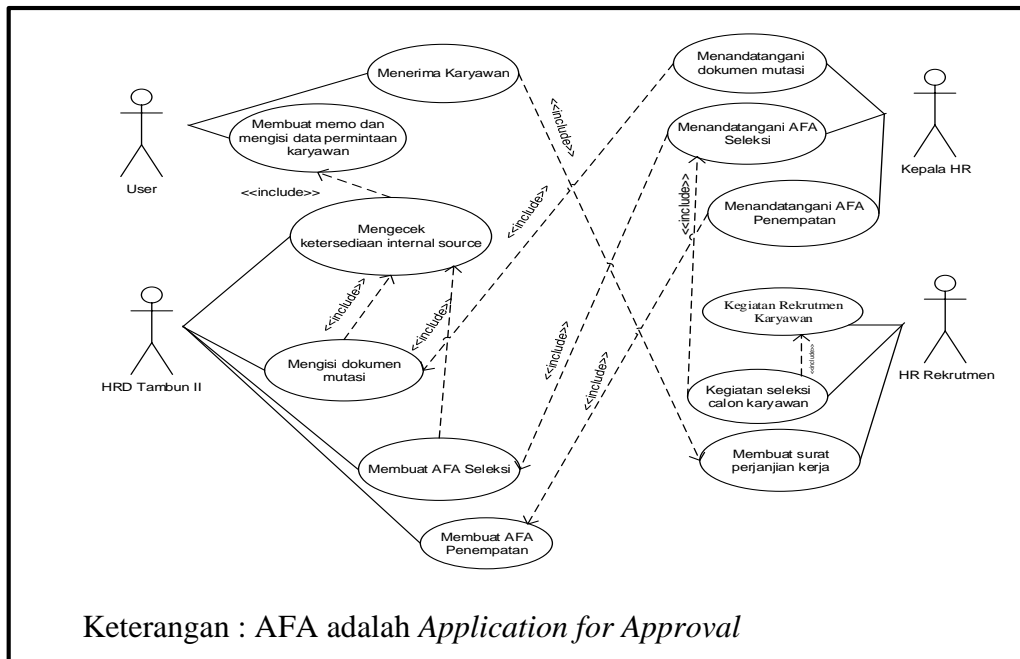 Menerima Karyawan
Menandatangani
dokumen mutasi
<<include>>
Membuat memo dan
mengisi data permintaan
karyawan
Menandatangani AFA
Seleksi
User
Kepala HR
<<include>>
<<include>>
<<include>>
Menandatangani AFA
Penempatan
Mengecek
ketersediaan internal source
<<include>>
<<include>>
<<include>>
<<include>>
Kegiatan Rekrutmen
Karyawan
<<include>>
HRD Tambun II
Mengisi dokumen
mutasi
<<include>>
HR Rekrutmen
Kegiatan seleksi
calon karyawan
Membuat AFA Seleksi
Membuat surat
perjanjian kerja
Membuat AFA
Penempatan
Keterangan : AFA adalah Application for Approval